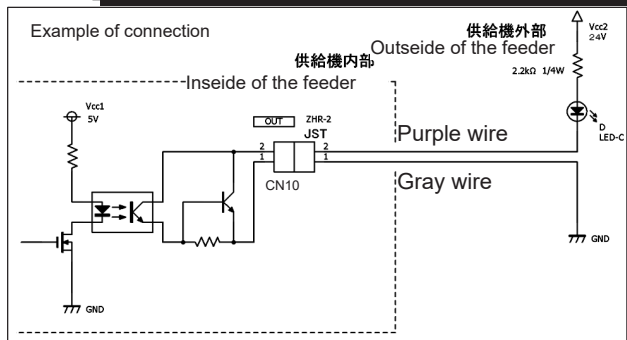 Example of connection
供給機内部
Inseide of the feeder
供給機外部
Outseide of the feeder
Vcc2
24V
2.2kΩ 1/4W
D
LED-C
Vcc1
5V
OUT
ZHR-2
JST
2
1
2
1
CN10
Purple wire
Gray wire
GND
GND